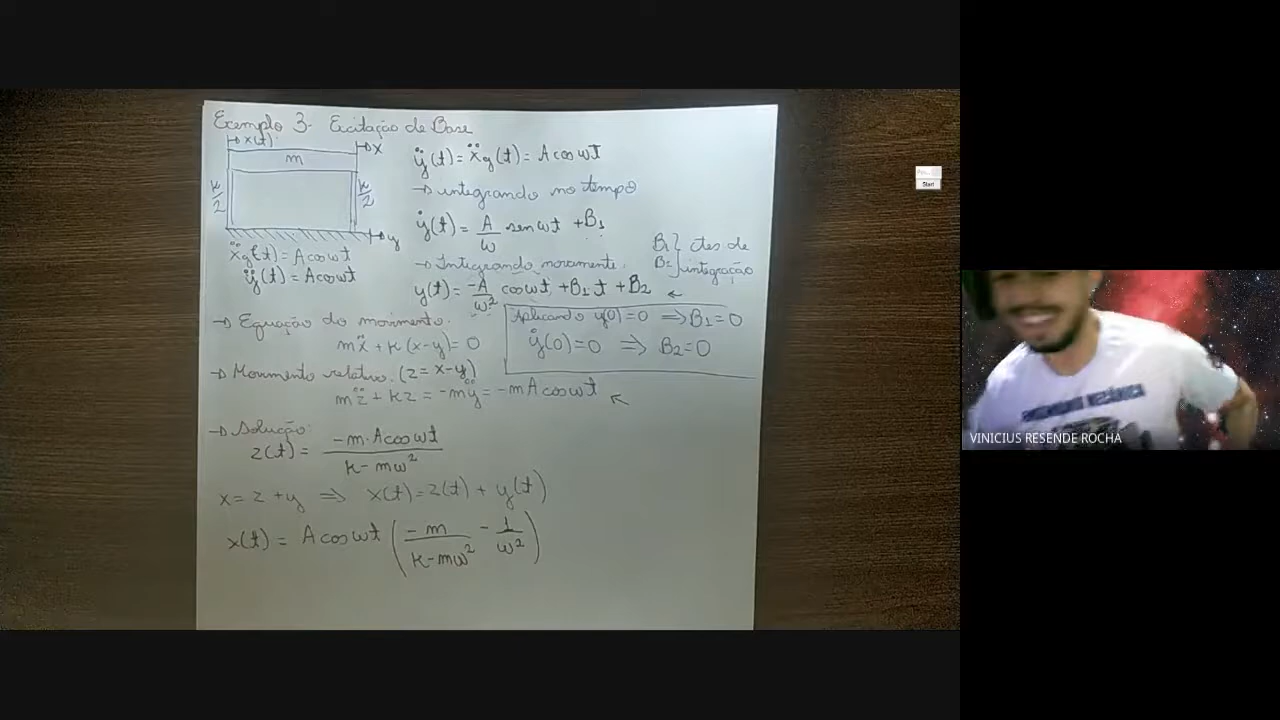 Exemplo 3- Excitação de Base
x(t) x
m
k/2 k/2
y
ẍg(t) = A cos ωt
ÿ(t) = A cos ωt
ÿ(t) = ẍg(t) = A cos ωt
→ integrando no tempo
ẏ(t) = A/ω sen ωt + B₁
→ Integrando novamente.
B₁ } ctes de
B₂ } integração
y(t) = -A/ω² cos ωt + B₁t + B₂ ←
Aplicando y(0) = 0 ⇒ B₁ = 0
ẏ(0) = 0 ⇒ B₂ = 0
→ Equação do movimento.
mẍ + k(x-y) = 0
→ Movimento relativo. (z = x-y)
mz̈ + kz = -mÿ = -mA cos ωt
→ Solução:
z(t) = -m·A cos ωt / k - mω²
x = z + y ⇒ x(t) = z(t) + y(t)
x(t) = A cos ωt ( -m / k - mω² - 1/ω² )
Start
VINICIUS RESENDE ROCHA